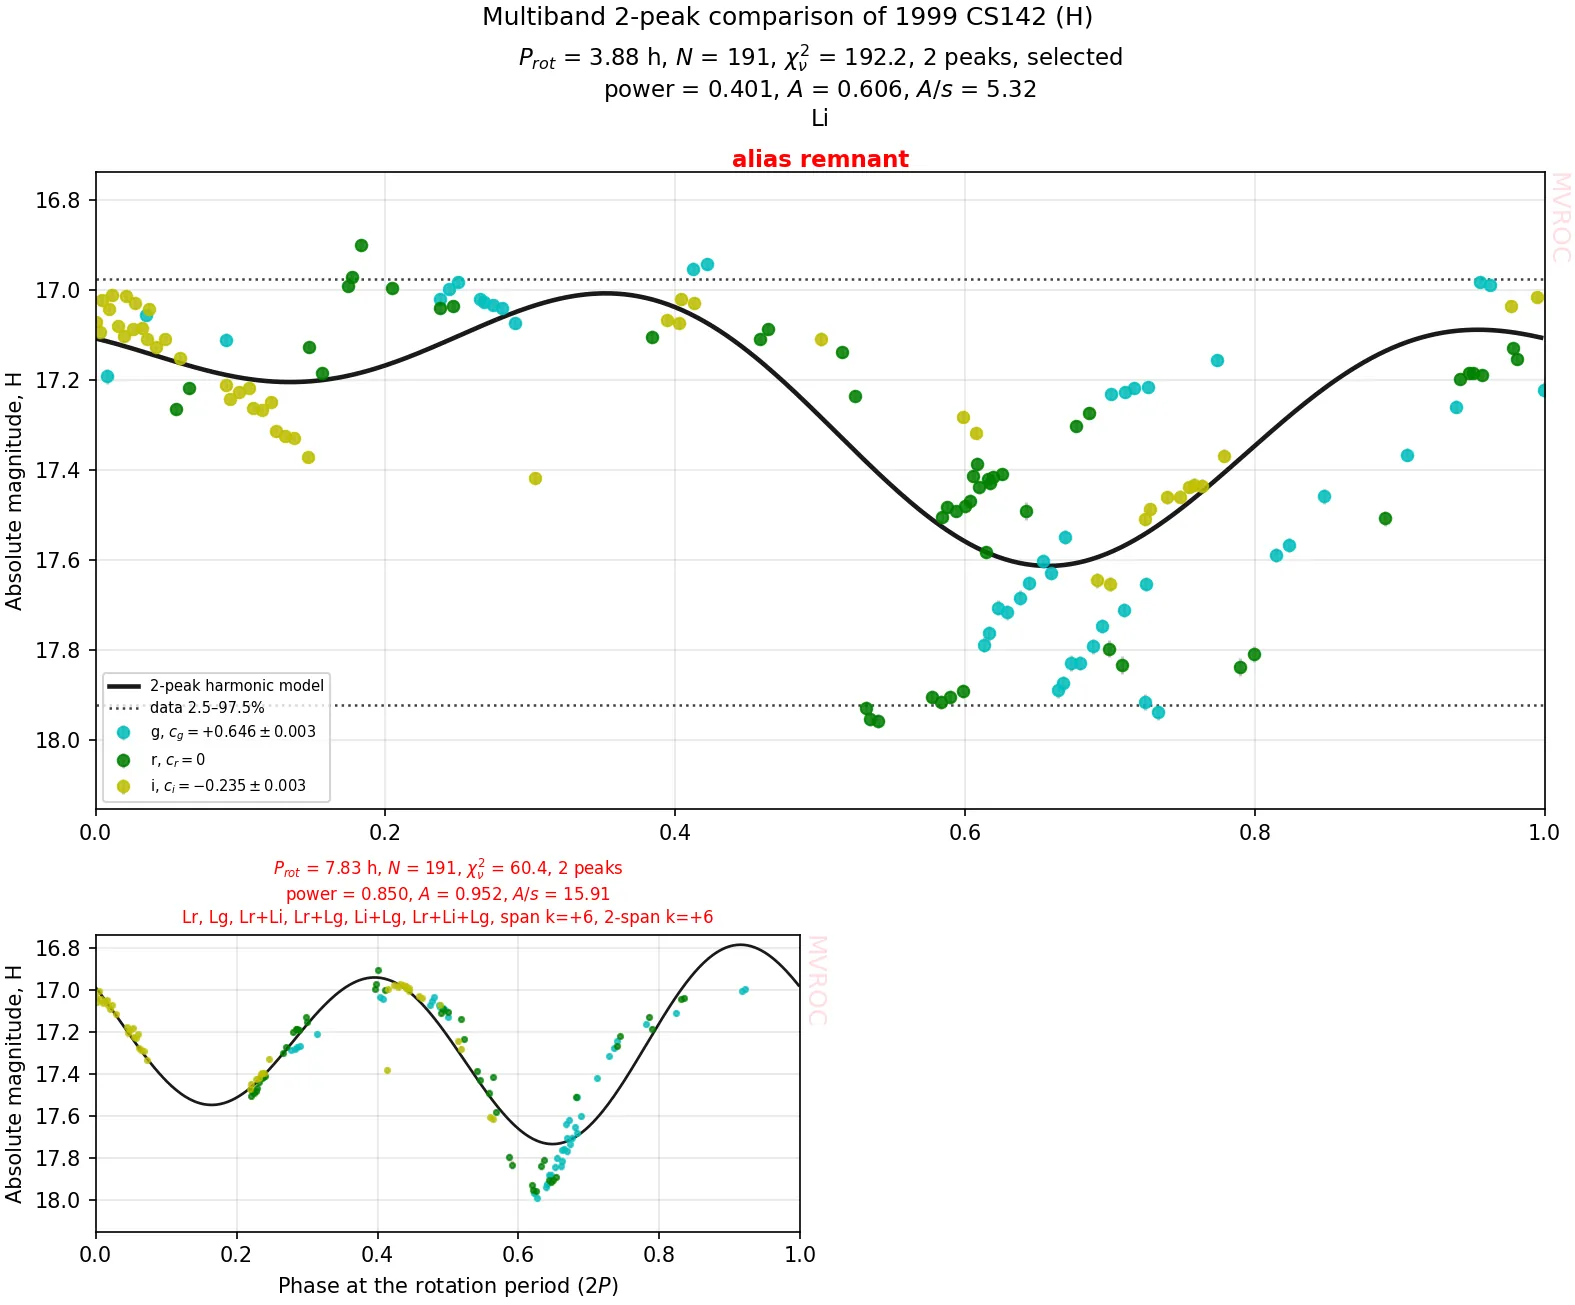 Multiband 2-peak comparison of 1999 CS142 (H)
P_rot = 3.88 h, N = 191, χ²_ν = 192.2, 2 peaks, selected
power = 0.401, A = 0.606, A/s = 5.32
Li
alias remnant
MVROC
Absolute magnitude, H
16.8
17.0
17.2
17.4
17.6
17.8
18.0
2-peak harmonic model
data 2.5–97.5%
g, c_g = +0.646 ± 0.003
r, c_r = 0
i, c_i = −0.235 ± 0.003
0.0 0.2 0.4 0.6 0.8 1.0
P_rot = 7.83 h, N = 191, χ²_ν = 60.4, 2 peaks
power = 0.850, A = 0.952, A/s = 15.91
Lr, Lg, Lr+Li, Lr+Lg, Li+Lg, Lr+Li+Lg, span k=+6, 2-span k=+6
MVROC
Absolute magnitude, H
16.8
17.0
17.2
17.4
17.6
17.8
18.0
0.0 0.2 0.4 0.6 0.8 1.0
Phase at the rotation period (2P)